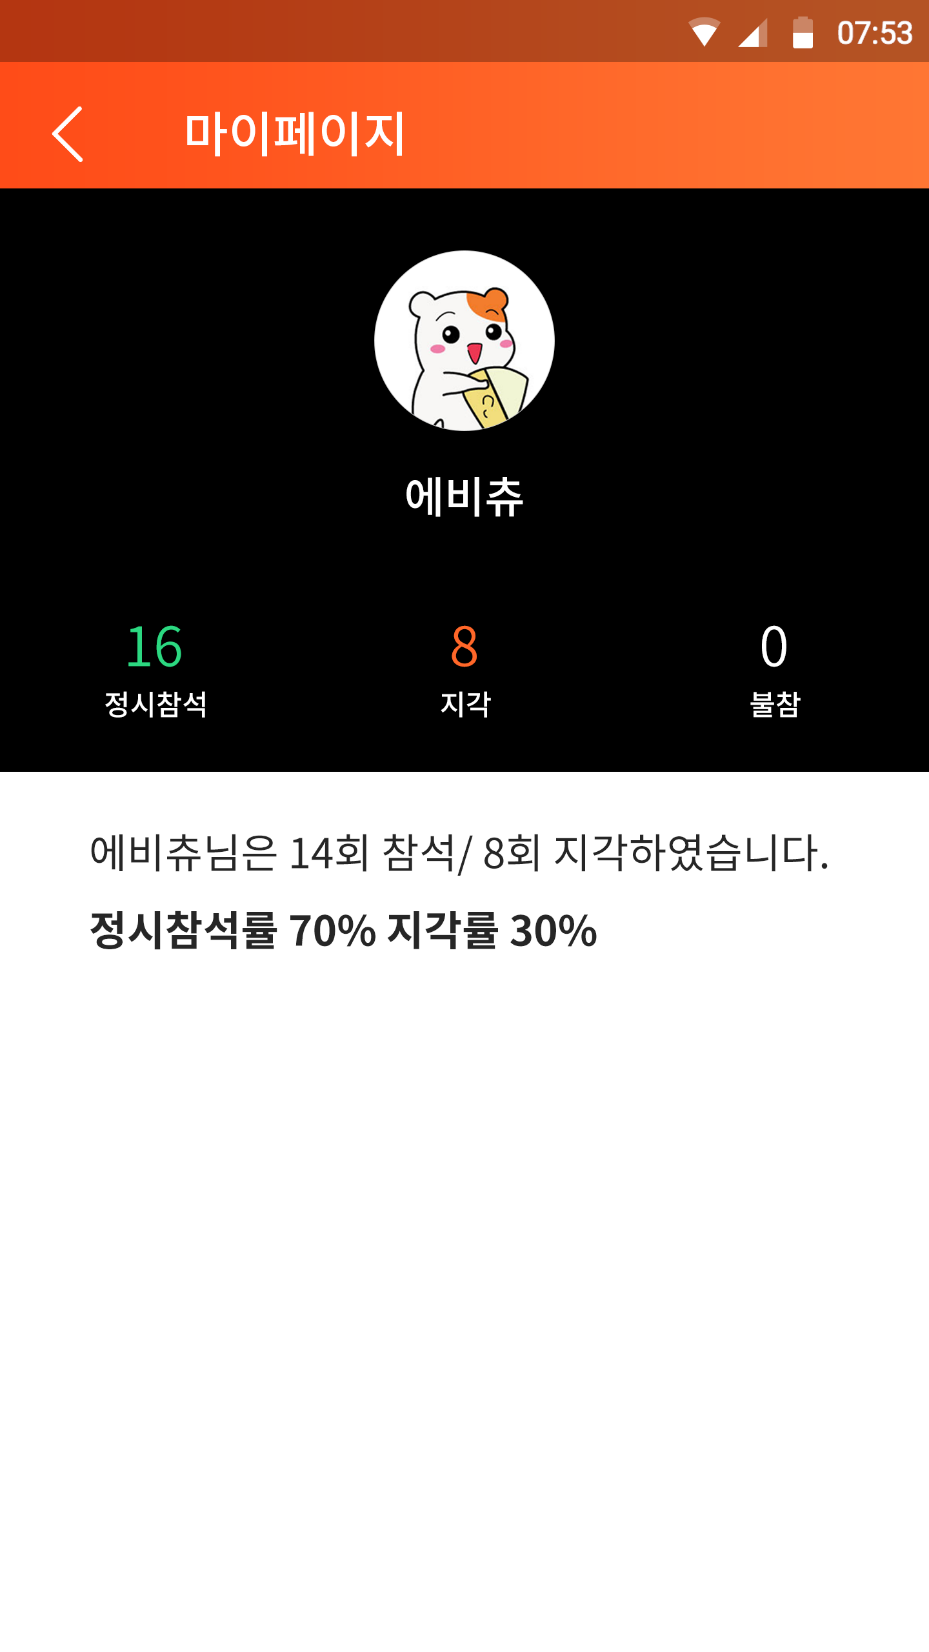 07:53
마이페이지
에비츄
16 8 0
정시참석 지각 불참
에비츄님은 14회 참석/ 8회 지각하였습니다.
정시참석률 70% 지각률 30%